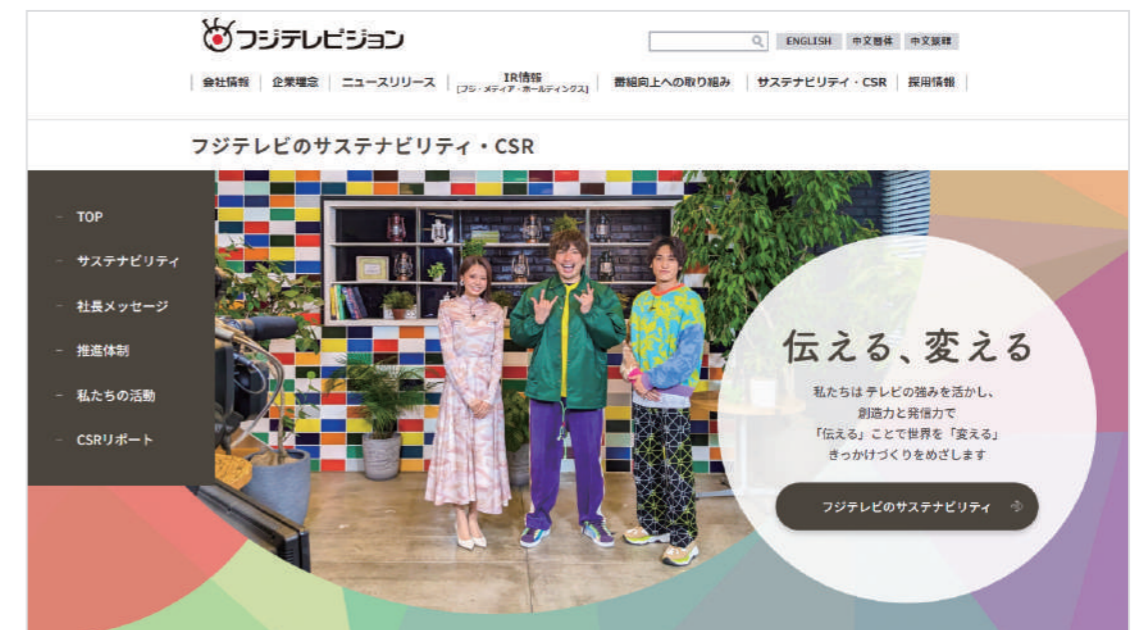 フジテレビジョン
ENGLISH 中文简体 中文繁體
会社情報 企業理念 ニュースリリース IR情報 番組向上への取り組み サステナビリティ・CSR 採用情報
[フジ・メディア・ホールディングス]
フジテレビのサステナビリティ・CSR
TOP
サステナビリティ
社長メッセージ
推進体制
私たちの活動
CSRリポート
伝える、変える
私たちは テレビの強みを活かし、
創造力と発信力で
「伝える」ことで世界を「変える」
きっかけづくりをめざします
フジテレビのサステナビリティ